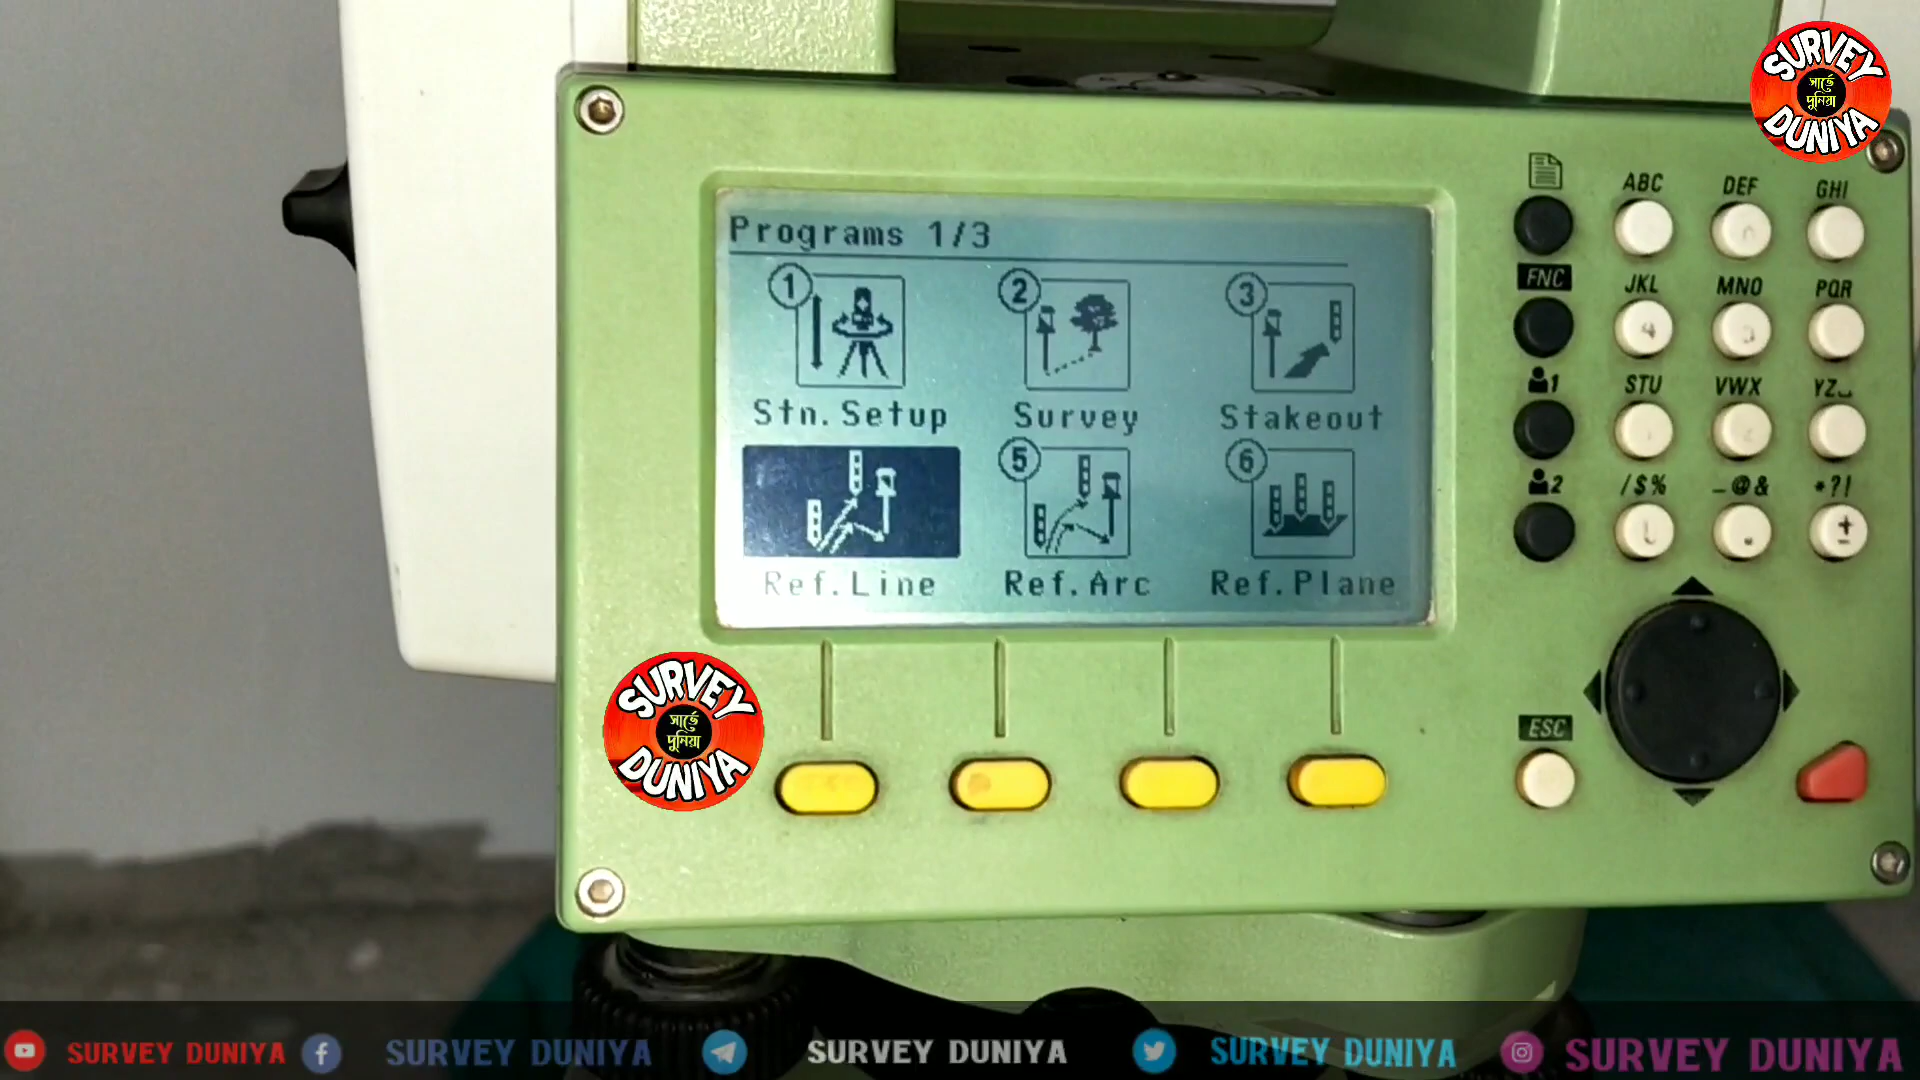 SURVEY
সার্ভে
দুনিয়া
DUNIYA
Programs 1/3
1
2
3
Stn.Setup
Survey
Stakeout
5
6
Ref.Line
Ref.Arc
Ref.Plane
ABC
DEF
GHI
FNC
JKL
MNO
PQR
4
1
STU
VWX
YZ
2
/$%
_@&
*?!
.
±
ESC
SURVEY
সার্ভে
দুনিয়া
DUNIYA
SURVEY DUNIYA
SURVEY DUNIYA
SURVEY DUNIYA
SURVEY DUNIYA
SURVEY DUNIYA